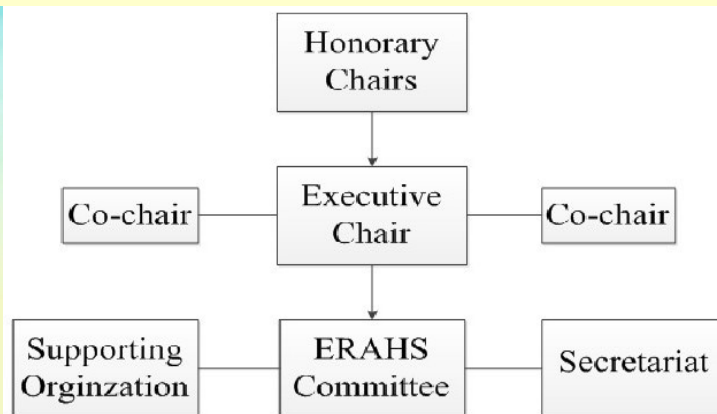 Honorary
Chairs
Co-chair
Executive
Chair
Co-chair
Supporting
Orginzation
ERAHS
Committee
Secretariat